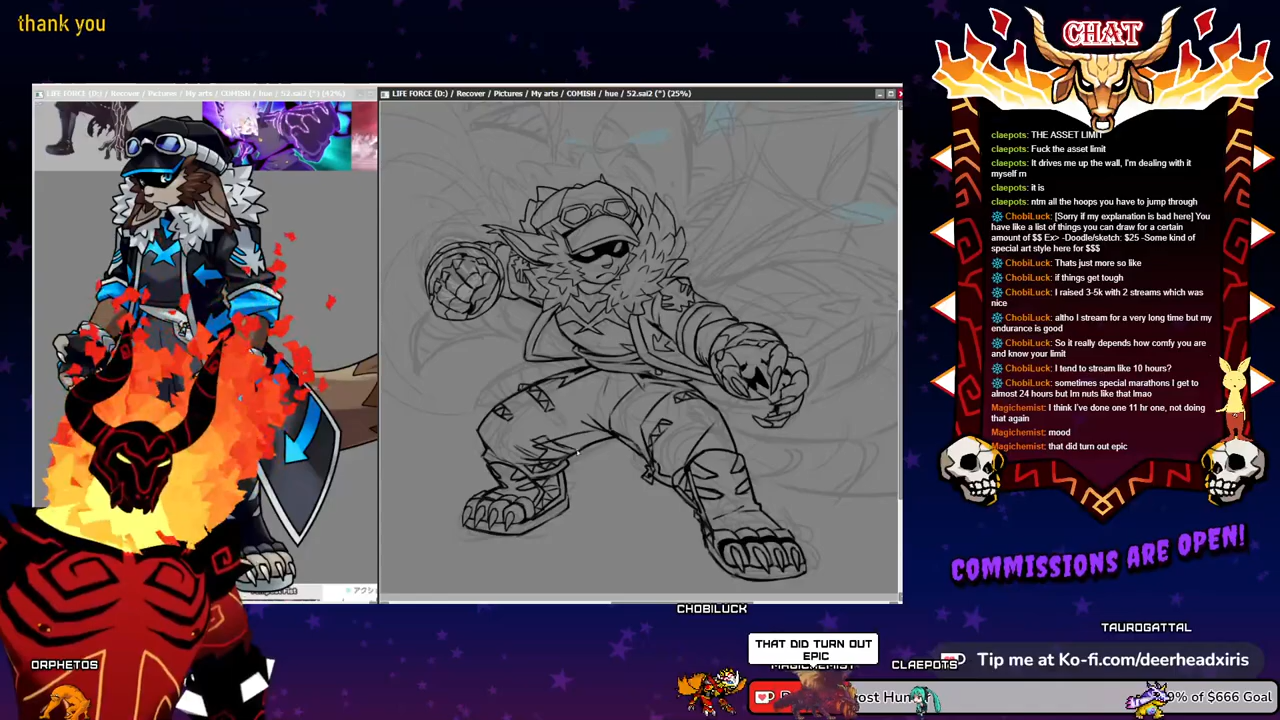 thank you
LIFE FORCE (D:) / Recover / Pictures / My arts / COMISH / hue / 52.sai2 (*) (42%)
LIFE FORCE (D:) / Recover / Pictures / My arts / COMISH / hue / 52.sai2 (*) (25%)
CHAT
claepots: THE ASSET LIMIT
claepots: Fuck the asset limit
claepots: It drives me up the wall, I'm dealing with it
myself rn
claepots: it is
claepots: ntm all the hoops you have to jump through
ChobiLuck: [Sorry if my explanation is bad here] You
have like a list of things you can draw for a certain
amount of $$ Ex> -Doodle/sketch: $25 -Some kind of
special art style here for $$$
ChobiLuck: Thats just more so like
ChobiLuck: if things get tough
ChobiLuck: I raised 3-5k with 2 streams which was
nice
ChobiLuck: altho I stream for a very long time but my
endurance is good
ChobiLuck: So it really depends how comfy you are
and know your limit
ChobiLuck: I tend to stream like 10 hours?
ChobiLuck: sometimes special marathons I get to
almost 24 hours but Im nuts like that lmao
Magichemist: I think I've done one 11 hr one, not doing
that again
Magichemist: mood
Magichemist: that did turn out epic
COMMISSIONS ARE OPEN!
CHOBILUCK
TAUROGATTAL
THAT DID TURN OUT
EPIC
ORPHETOS
MAGICHEMIST
CLAEPOTS
Tip me at Ko-fi.com/deerheadxiris
9% of $666 Goal